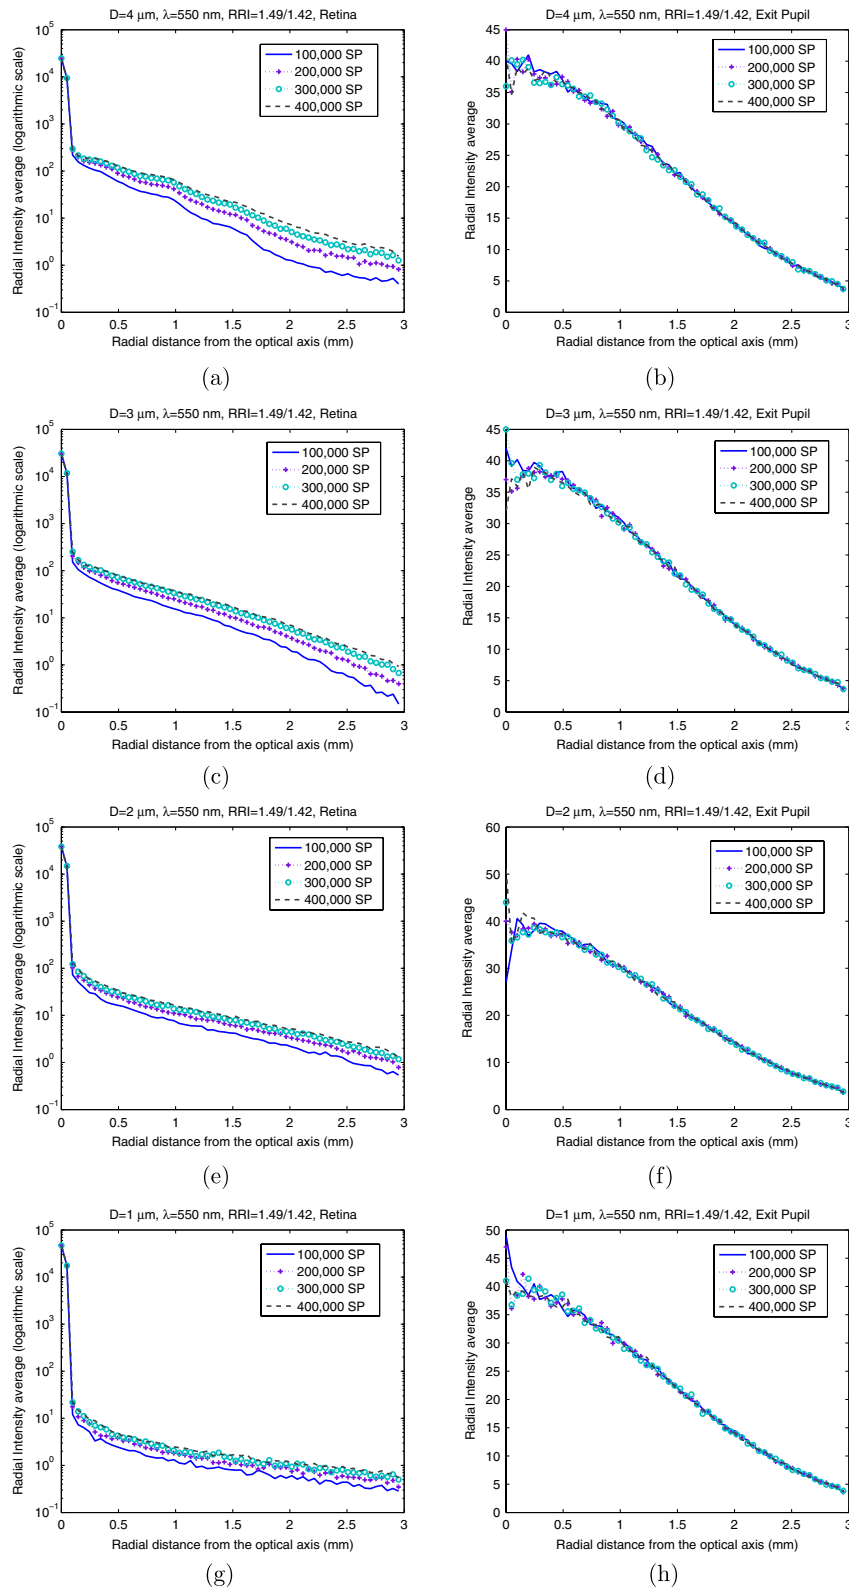 D=4 μm, λ=550 nm, RRI=1.49/1.42, Retina
Radial Intensity average (logarithmic scale)
10^5
10^4
10^3
10^2
10^1
10^0
10^−1
100,000 SP
200,000 SP
300,000 SP
400,000 SP
0 0.5 1 1.5 2 2.5 3
Radial distance from the optical axis (mm)
(a)
D=4 μm, λ=550 nm, RRI=1.49/1.42, Exit Pupil
Radial Intensity average
45
40
35
30
25
20
15
10
5
0
100,000 SP
200,000 SP
300,000 SP
400,000 SP
0 0.5 1 1.5 2 2.5 3
Radial distance from the optical axis (mm)
(b)
D=3 μm, λ=550 nm, RRI=1.49/1.42, Retina
Radial Intensity average (logarithmic scale)
10^5
10^4
10^3
10^2
10^1
10^0
10^−1
100,000 SP
200,000 SP
300,000 SP
400,000 SP
0 0.5 1 1.5 2 2.5 3
Radial distance from the optical axis (mm)
(c)
D=3 μm, λ=550 nm, RRI=1.49/1.42, Exit Pupil
Radial Intensity average
45
40
35
30
25
20
15
10
5
0
100,000 SP
200,000 SP
300,000 SP
400,000 SP
0 0.5 1 1.5 2 2.5 3
Radial distance from the optical axis (mm)
(d)
D=2 μm, λ=550 nm, RRI=1.49/1.42, Retina
Radial Intensity average (logarithmic scale)
10^5
10^4
10^3
10^2
10^1
10^0
10^−1
100,000 SP
200,000 SP
300,000 SP
400,000 SP
0 0.5 1 1.5 2 2.5 3
Radial distance from the optical axis (mm)
(e)
D=2 μm, λ=550 nm, RRI=1.49/1.42, Exit Pupil
Radial Intensity average
60
50
40
30
20
10
0
100,000 SP
200,000 SP
300,000 SP
400,000 SP
0 0.5 1 1.5 2 2.5 3
Radial distance from the optical axis (mm)
(f)
D=1 μm, λ=550 nm, RRI=1.49/1.42, Retina
Radial Intensity average (logarithmic scale)
10^5
10^4
10^3
10^2
10^1
10^0
10^−1
100,000 SP
200,000 SP
300,000 SP
400,000 SP
0 0.5 1 1.5 2 2.5 3
Radial distance from the optical axis (mm)
(g)
D=1 μm, λ=550 nm, RRI=1.49/1.42, Exit Pupil
Radial Intensity average
50
45
40
35
30
25
20
15
10
5
0
100,000 SP
200,000 SP
300,000 SP
400,000 SP
0 0.5 1 1.5 2 2.5 3
Radial distance from the optical axis (mm)
(h)